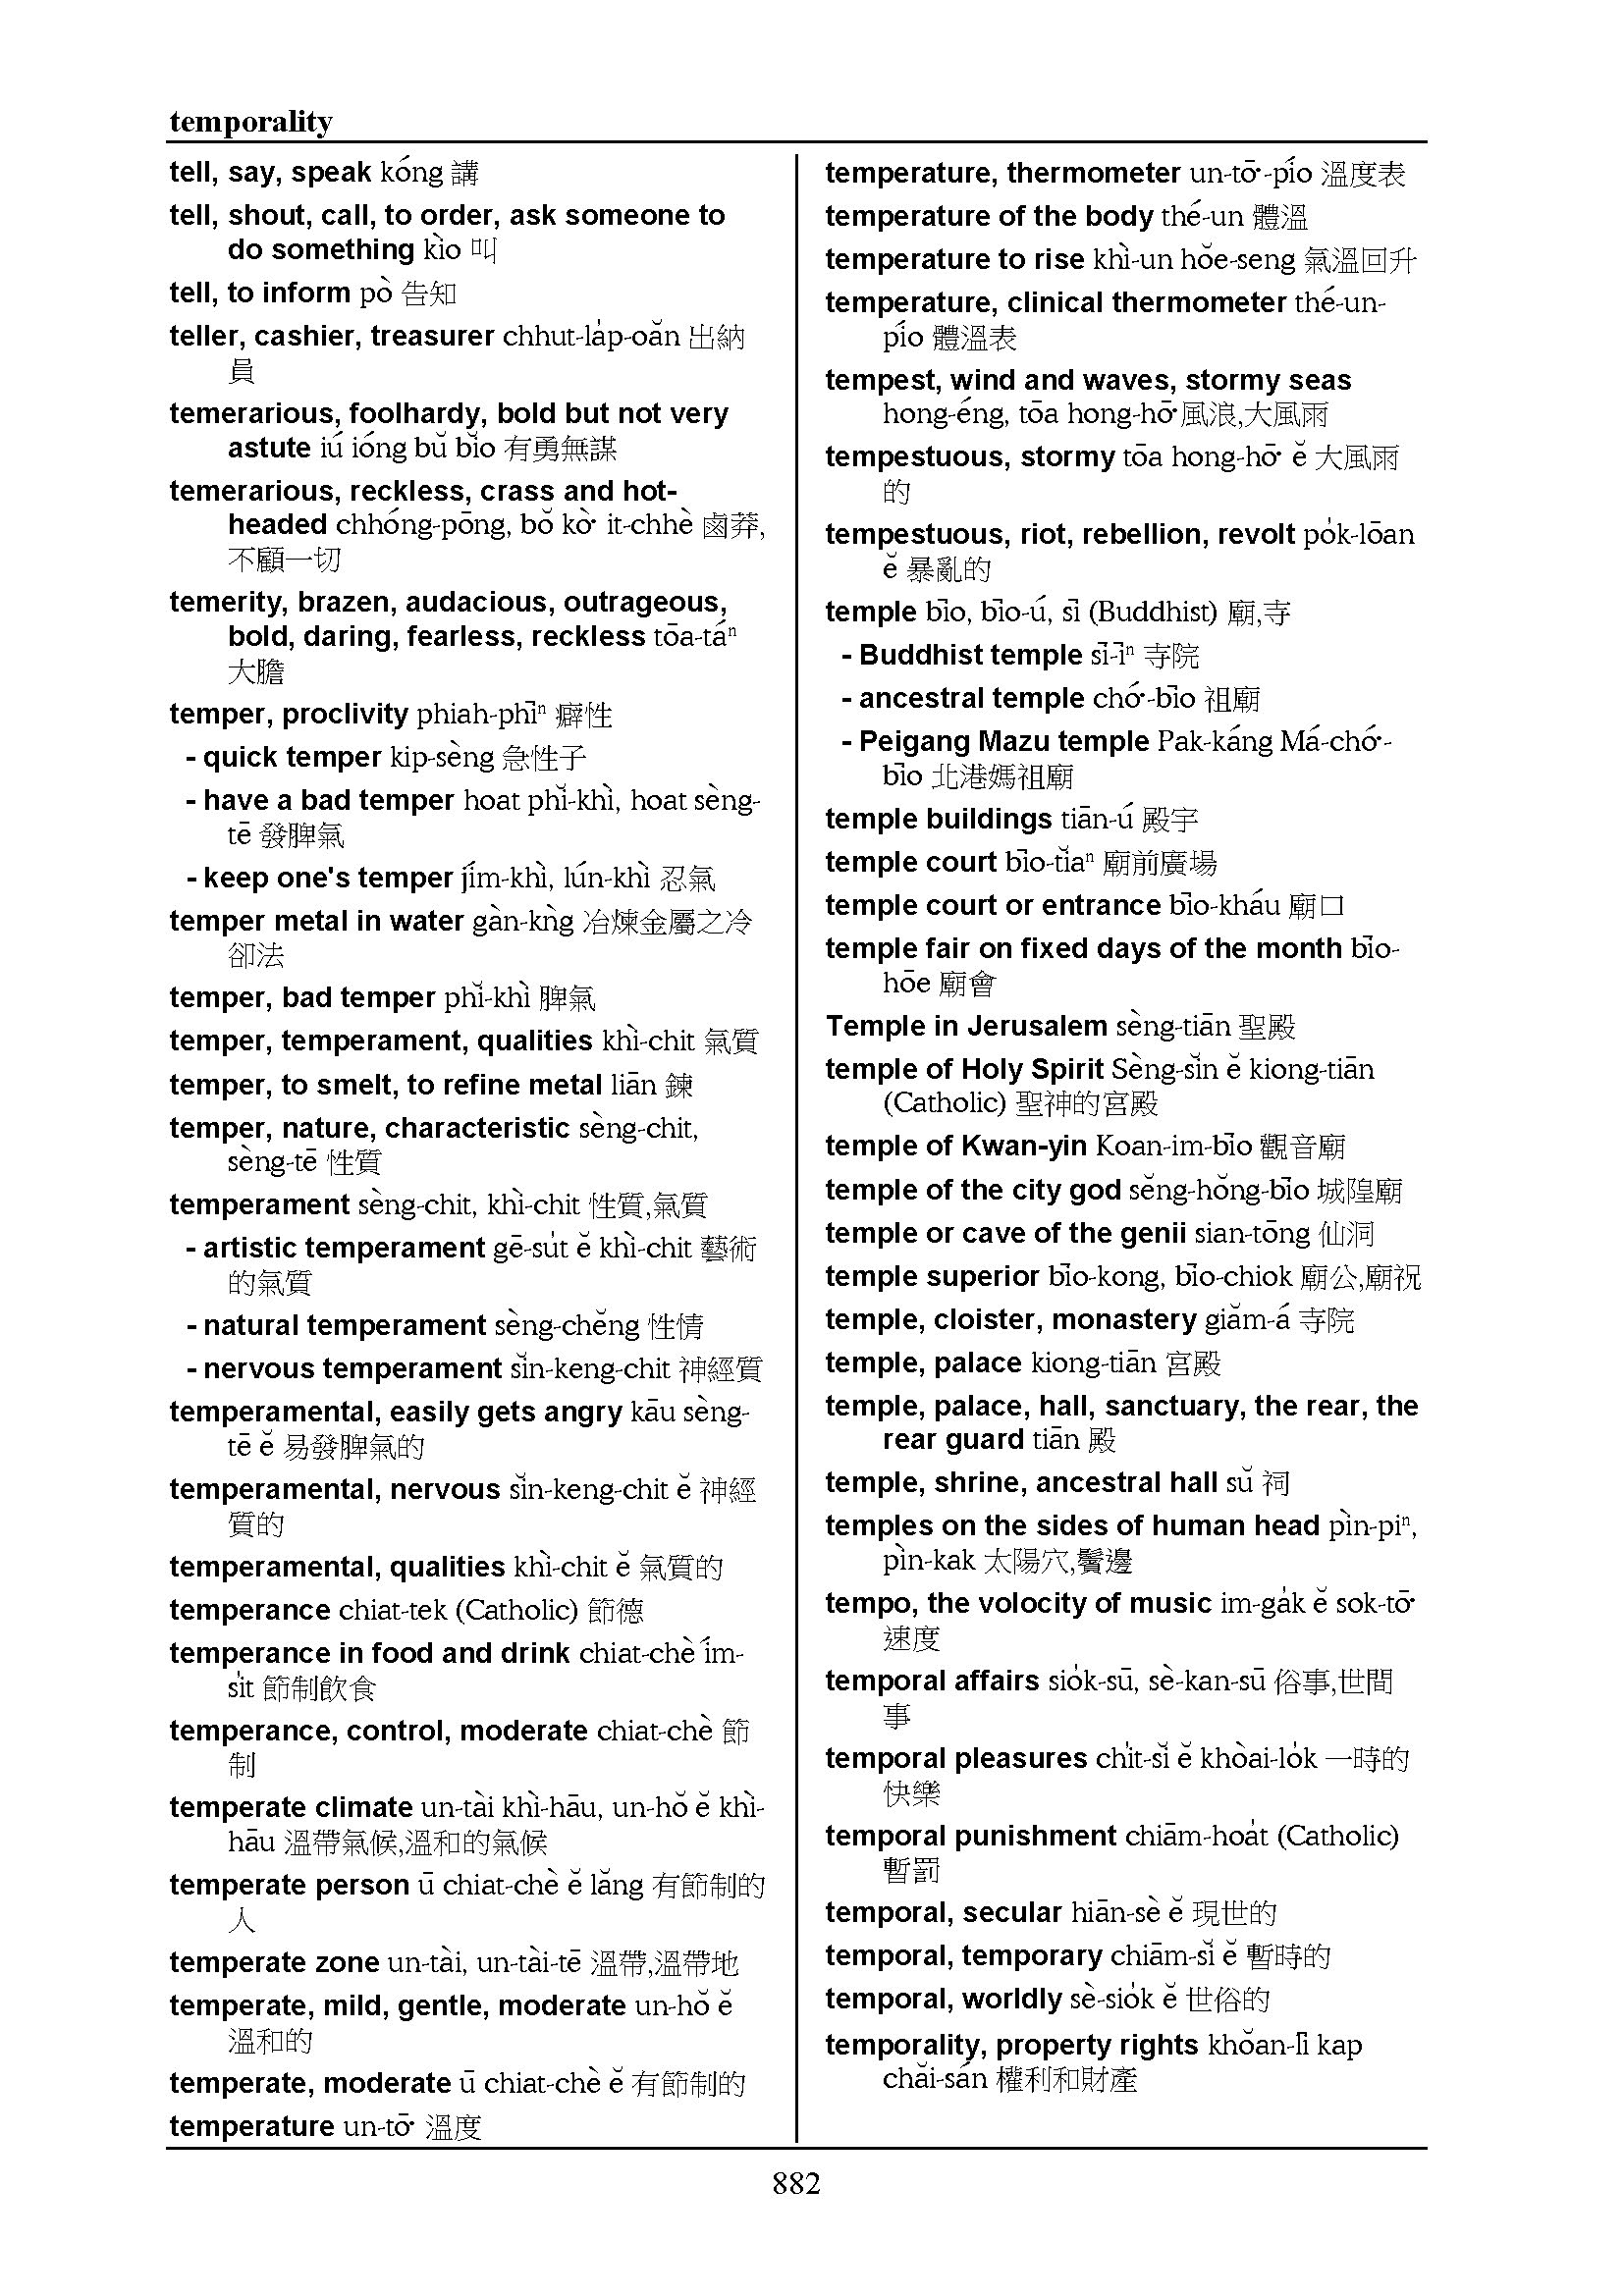 temporality
tell, say, speak kóng 講
tell, shout, call, to order, ask someone to
do something kìo 叫
tell, to inform pò 告知
teller, cashier, treasurer chhut-la̍p-oǎn 出納
員
temerarious, foolhardy, bold but not very
astute iú ióng bŭ bǐo 有勇無謀
temerarious, reckless, crass and hot-
headed chhóng-pōng, bŏ kò͘ it-chhè 鹵莽,
不顧一切
temerity, brazen, audacious, outrageous,
bold, daring, fearless, reckless tōa-táⁿ
大膽
temper, proclivity phiah-phīⁿ 癖性
- quick temper kip-sèng 急性子
- have a bad temper hoat phĭ-khì, hoat sèng-
tē 發脾氣
- keep one's temper jím-khì, lún-khì 忍氣
temper metal in water gàn-kǹg 冶煉金屬之冷
卻法
temper, bad temper phĭ-khì 脾氣
temper, temperament, qualities khì-chit 氣質
temper, to smelt, to refine metal liān 鍊
temper, nature, characteristic sèng-chit,
sèng-tē 性質
temperament sèng-chit, khì-chit 性質,氣質
- artistic temperament gē-su̍t ĕ khì-chit 藝術
的氣質
- natural temperament sèng-chĕng 性情
- nervous temperament sĭn-keng-chit 神經質
temperamental, easily gets angry kāu sèng-
tē ĕ 易發脾氣的
temperamental, nervous sĭn-keng-chit ĕ 神經
質的
temperamental, qualities khì-chit ĕ 氣質的
temperance chiat-tek (Catholic) 節德
temperance in food and drink chiat-chè ím-
si̍t 節制飲食
temperance, control, moderate chiat-chè 節
制
temperate climate un-tài khì-hāu, un-hŏ ĕ khì-
hāu 溫帶氣候,溫和的氣候
temperate person ū chiat-chè ĕ lăng 有節制的
人
temperate zone un-tài, un-tài-tē 溫帶,溫帶地
temperate, mild, gentle, moderate un-hŏ ĕ
溫和的
temperate, moderate ū chiat-chè ĕ 有節制的
temperature un-tō͘ 溫度
temperature, thermometer un-tō͘-pío 溫度表
temperature of the body thé-un 體溫
temperature to rise khì-un hŏe-seng 氣溫回升
temperature, clinical thermometer thé-un-
pío 體溫表
tempest, wind and waves, stormy seas
hong-éng, tōa hong-hō͘ 風浪,大風雨
tempestuous, stormy tōa hong-hō͘ ĕ 大風雨
的
tempestuous, riot, rebellion, revolt po̍k-lōan
ĕ 暴亂的
temple bīo, bīo-ú, sī (Buddhist) 廟,寺
- Buddhist temple sī-īⁿ 寺院
- ancestral temple chó͘-bīo 祖廟
- Peigang Mazu temple Pak-káng Má-chó͘-
bīo 北港媽祖廟
temple buildings tiān-ú 殿宇
temple court bīo-tĭaⁿ 廟前廣場
temple court or entrance bīo-kháu 廟口
temple fair on fixed days of the month bīo-
hōe 廟會
Temple in Jerusalem sèng-tiān 聖殿
temple of Holy Spirit Sèng-sĭn ĕ kiong-tiān
(Catholic) 聖神的宮殿
temple of Kwan-yin Koan-im-bīo 觀音廟
temple of the city god sĕng-hŏng-bīo 城隍廟
temple or cave of the genii sian-tōng 仙洞
temple superior bīo-kong, bīo-chiok 廟公,廟祝
temple, cloister, monastery giăm-á 寺院
temple, palace kiong-tiān 宮殿
temple, palace, hall, sanctuary, the rear, the
rear guard tiān 殿
temple, shrine, ancestral hall sŭ 祠
temples on the sides of human head pìn-piⁿ,
pìn-kak 太陽穴,鬢邊
tempo, the volocity of music im-ga̍k ĕ sok-tō͘
速度
temporal affairs sio̍k-sū, sè-kan-sū 俗事,世間
事
temporal pleasures chi̍t-sĭ ĕ khòai-lo̍k 一時的
快樂
temporal punishment chiām-hoa̍t (Catholic)
暫罰
temporal, secular hiān-sè ĕ 現世的
temporal, temporary chiām-sĭ ĕ 暫時的
temporal, worldly sè-sio̍k ĕ 世俗的
temporality, property rights khŏan-lī kap
chăi-sán 權利和財產
882